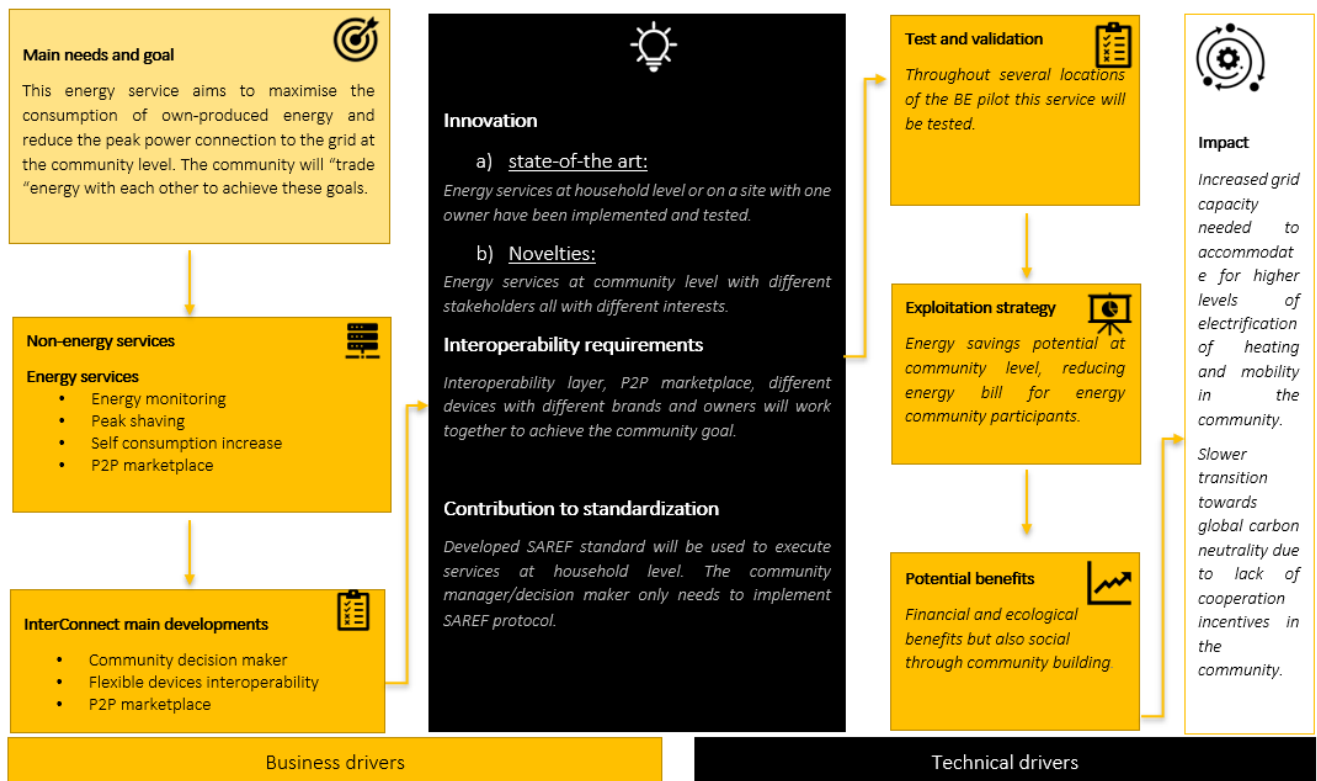 Main needs and goal
This energy service aims to maximise the
consumption of own-produced energy and
reduce the peak power connection to the grid at
the community level. The community will “trade
“energy with each other to achieve these goals.
Non-energy services
Energy services
• Energy monitoring
• Peak shaving
• Self consumption increase
• P2P marketplace
InterConnect main developments
• Community decision maker
• Flexible devices interoperability
• P2P marketplace
Innovation
a) state-of-the art:
Energy services at household level or on a site with one
owner have been implemented and tested.
b) Novelties:
Energy services at community level with different
stakeholders all with different interests.
Interoperability requirements
Interoperability layer, P2P marketplace, different
devices with different brands and owners will work
together to achieve the community goal.
Contribution to standardization
Developed SAREF standard will be used to execute
services at household level. The community
manager/decision maker only needs to implement
SAREF protocol.
Test and validation
Throughout several locations
of the BE pilot this service will
be tested.
Exploitation strategy
Energy savings potential at
community level, reducing
energy bill for energy
community participants.
Potential benefits
Financial and ecological
benefits but also social
through community building.
Impact
Increased grid
capacity
needed to
accommodat
e for higher
levels of
electrification
of heating
and mobility
in the
community.
Slower
transition
towards
global carbon
neutrality due
to lack of
cooperation
incentives in
the
community.
Business drivers
Technical drivers